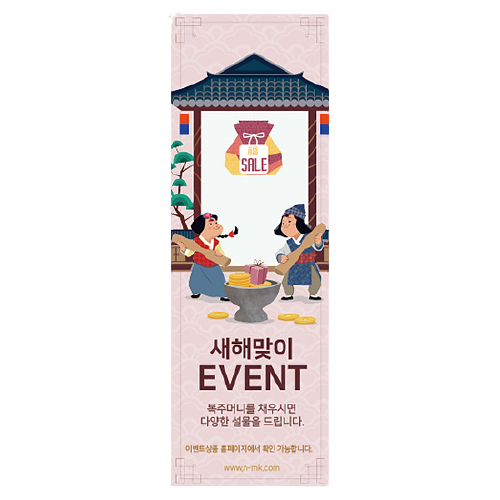 SALE
새해맞이
EVENT
복주머니를 채우시면
다양한 설물을 드립니다.
이벤트상품 홈페이지에서 확인 가능합니다.
www.n-mk.com